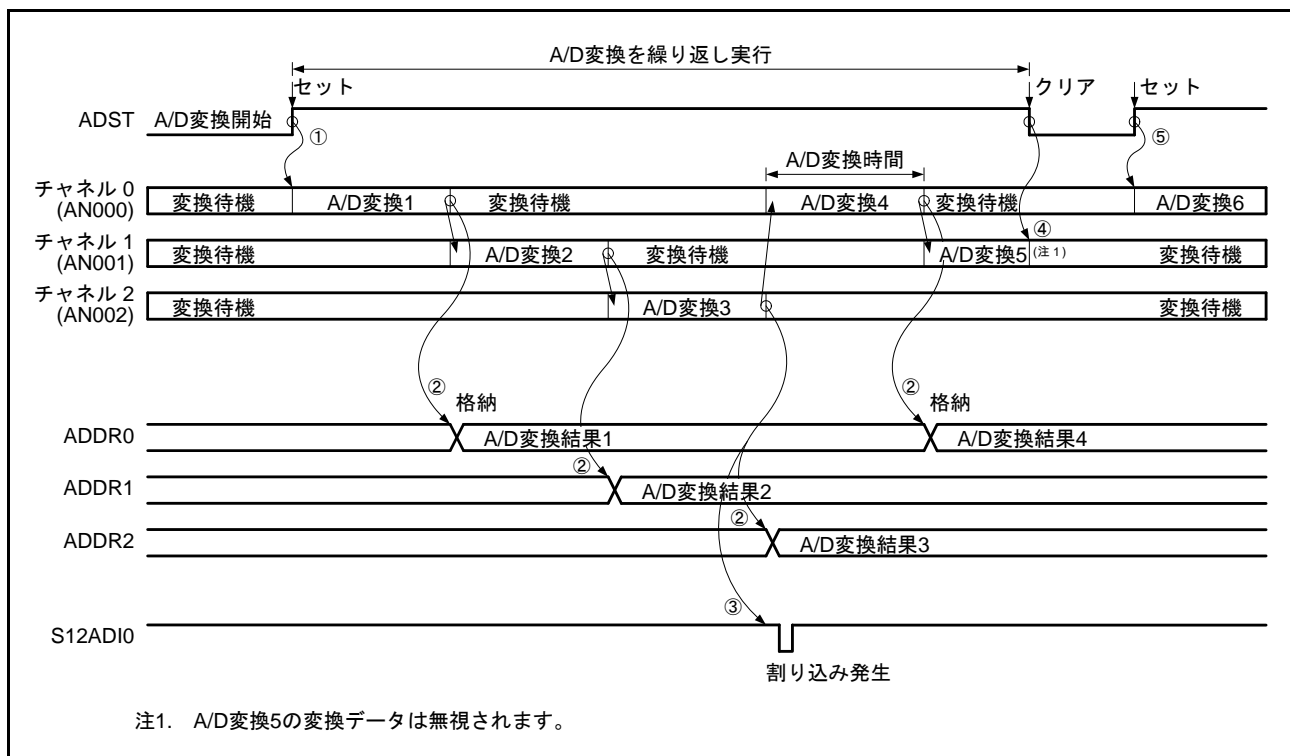 A/D変換を繰り返し実行
セット
クリア
セット
ADST
A/D変換開始
①
⑤
A/D変換時間
チャネル 0
(AN000)
変換待機
A/D変換1
変換待機
A/D変換4
変換待機
A/D変換6
④
チャネル 1
(AN001)
変換待機
A/D変換2
変換待機
A/D変換5
(注 1)
変換待機
チャネル 2
(AN002)
変換待機
A/D変換3
変換待機
②
格納
②
格納
ADDR0
A/D変換結果1
A/D変換結果4
②
ADDR1
A/D変換結果2
②
ADDR2
A/D変換結果3
③
S12ADI0
割り込み発生
注1. A/D変換5の変換データは無視されます。